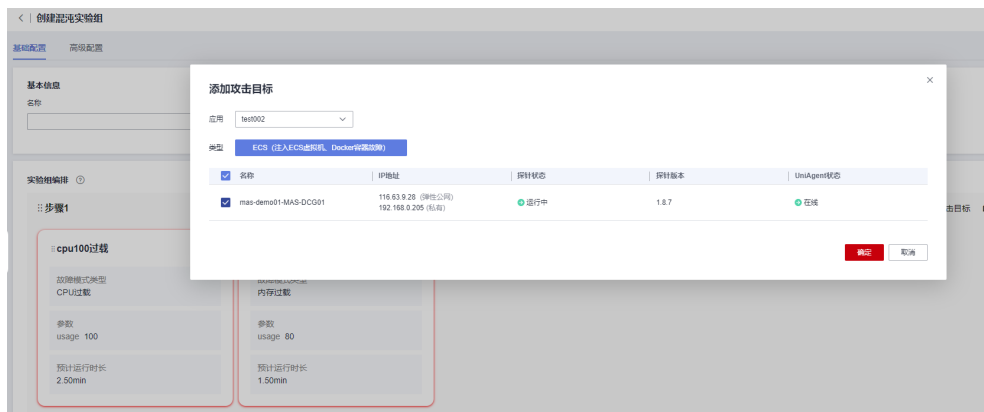 创建混沌实验组
基础配置
高级配置
基本信息
名称
添加攻击目标
应用 test002
类型 ECS（注入ECS虚拟机、Docker容器故障）
名称 IP地址 探针状态 探针版本 UniAgent状态
mas-demo01-MAS-DCG01 116.63.9.28 (弹性公网) 运行中 1.8.7 在线
192.168.0.205 (私有)
确定 取消
实验组编排
步骤1
击目标
cpu100过载
故障模式类型
CPU过载
内存过载
参数
usage 100
参数
usage 80
预计运行时长
2.50min
预计运行时长
1.50min